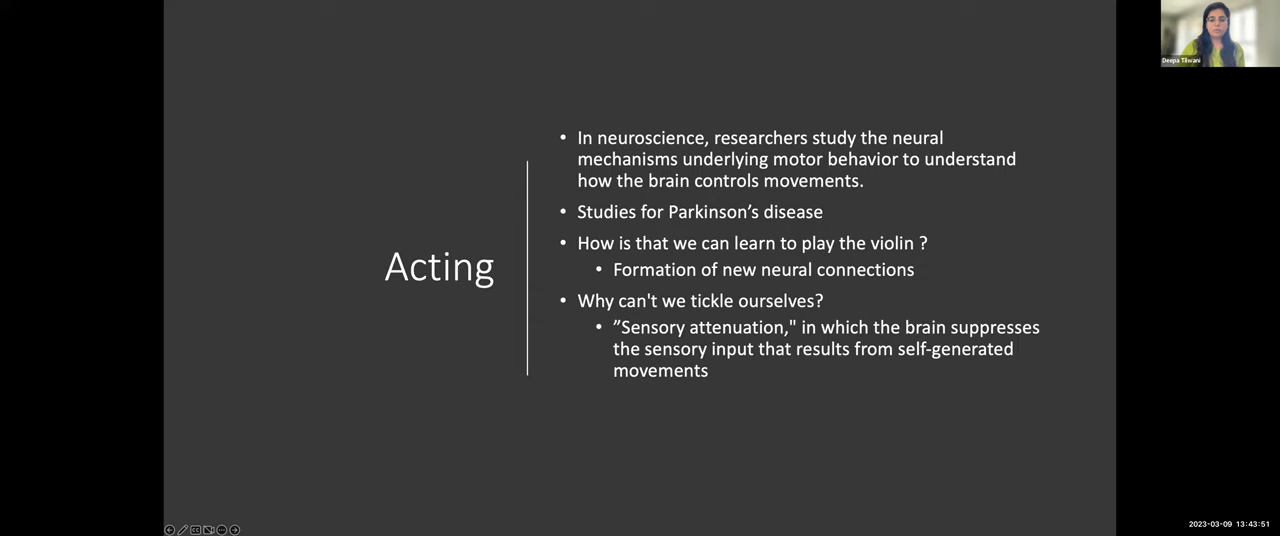 Deepa Tilwani
In neuroscience, researchers study the neural
mechanisms underlying motor behavior to understand
how the brain controls movements.
Studies for Parkinson’s disease
How is that we can learn to play the violin ?
Formation of new neural connections
Acting
Why can't we tickle ourselves?
”Sensory attenuation," in which the brain suppresses
the sensory input that results from self-generated
movements
2023-03-09 13:43:51